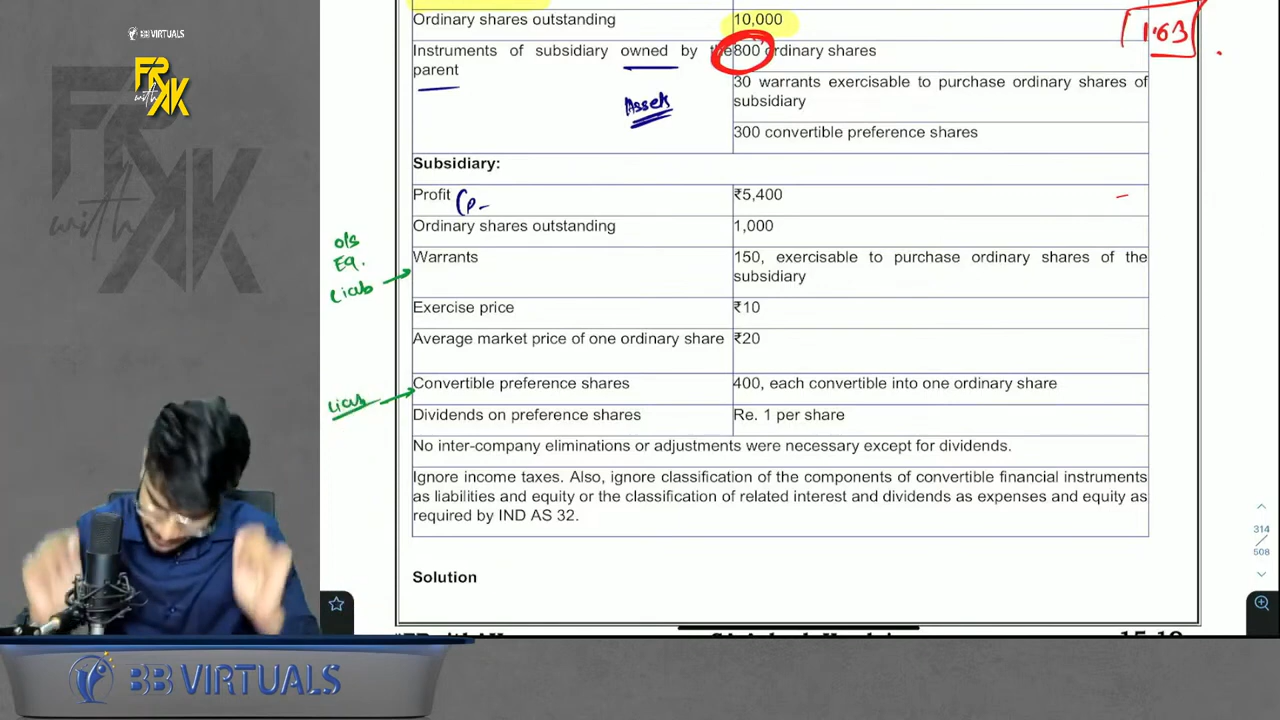 BB VIRTUALS
FR
with
AK
Ordinary shares outstanding
10,000
1.63
Instruments of subsidiary owned by the
parent
800 ordinary shares
Assets
30 warrants exercisable to purchase ordinary shares of
subsidiary
300 convertible preference shares
Subsidiary:
Profit
₹5,400
Ordinary shares outstanding
1,000
o/s
Eq.
Liab
Warrants
150, exercisable to purchase ordinary shares of the
subsidiary
Exercise price
₹10
Average market price of one ordinary share
₹20
Liab
Convertible preference shares
400, each convertible into one ordinary share
Dividends on preference shares
Re. 1 per share
No inter-company eliminations or adjustments were necessary except for dividends.
Ignore income taxes. Also, ignore classification of the components of convertible financial instruments
as liabilities and equity or the classification of related interest and dividends as expenses and equity as
required by IND AS 32.
Solution
314
/
508
BB VIRTUALS